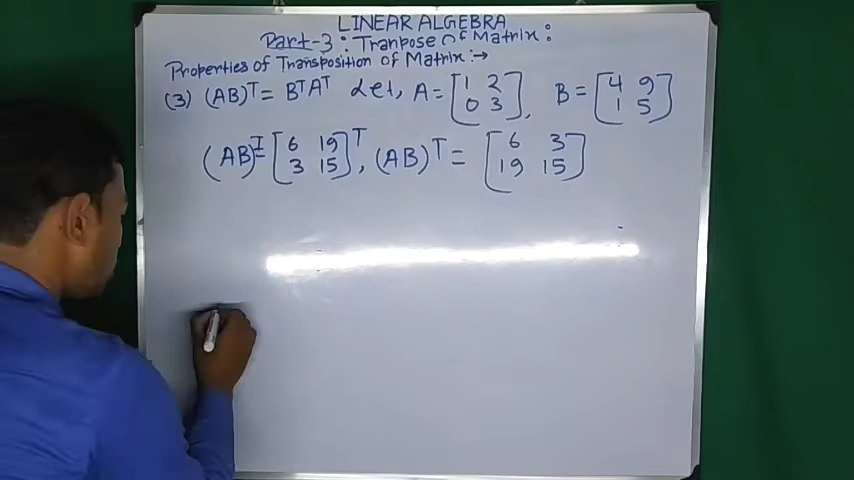 LINEAR ALGEBRA
Part-3 : Tranpose Of Matrix :
Properties of Transposition of Matrix :→
(3) (AB)ᵀ = BᵀAᵀ Let, A = [1 2; 0 3], B = [4 9; 1 5]
(AB)ᵀ = [6 19; 3 15]ᵀ, (AB)ᵀ = [6 3; 19 15]